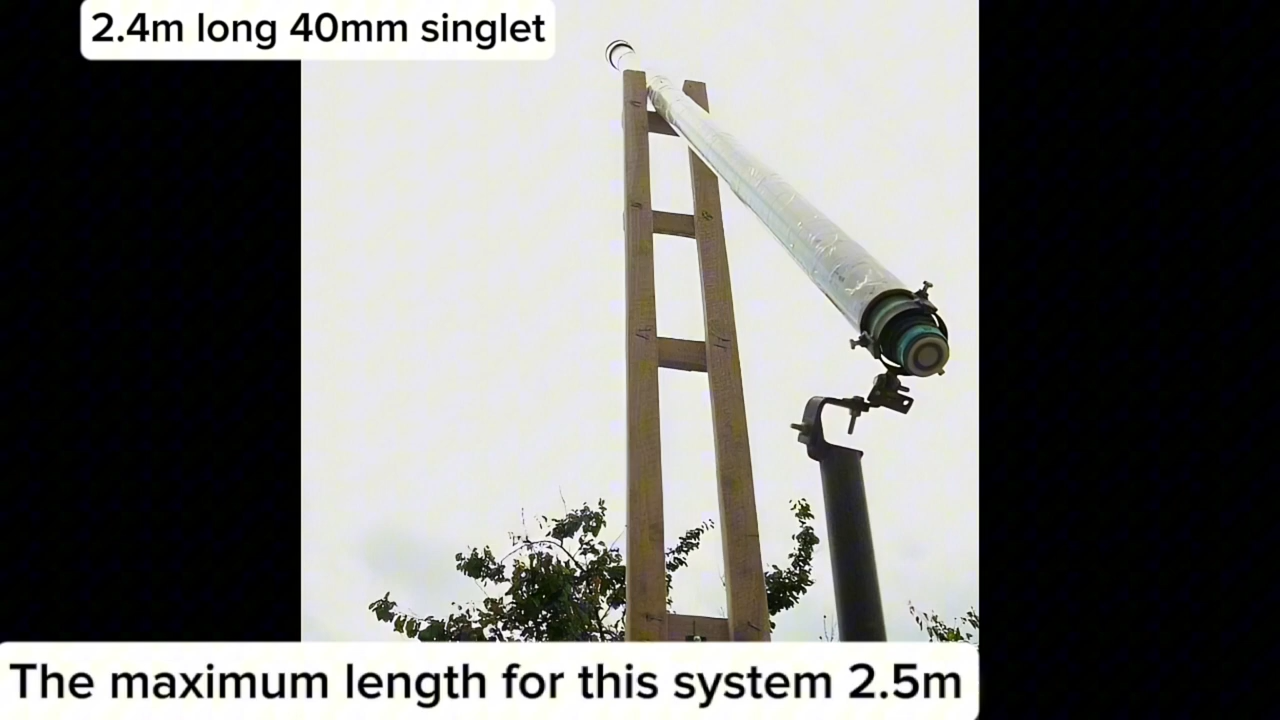 2.4m long 40mm singlet
The maximum length for this system 2.5m